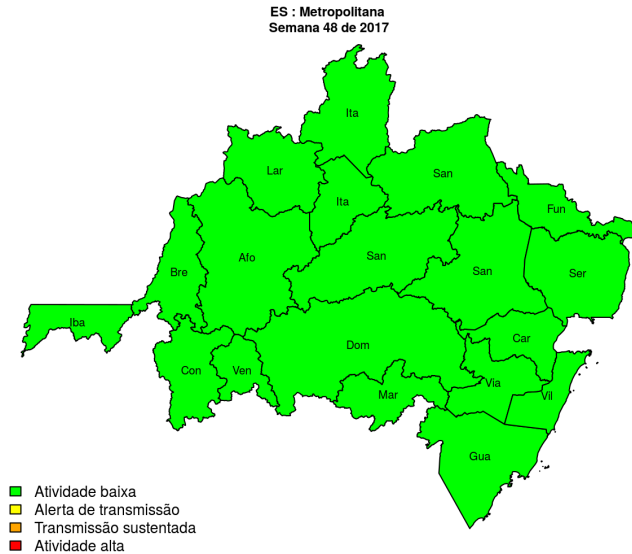 ES : Metropolitana
Semana 48 de 2017
Ita
Lar
San
Ita
Fun
Afo
San
San
Bre
Ser
Iba
Car
Dom
Con
Ven
Via
Mar
Vil
Gua
Atividade baixa
Alerta de transmissão
Transmissão sustentada
Atividade alta